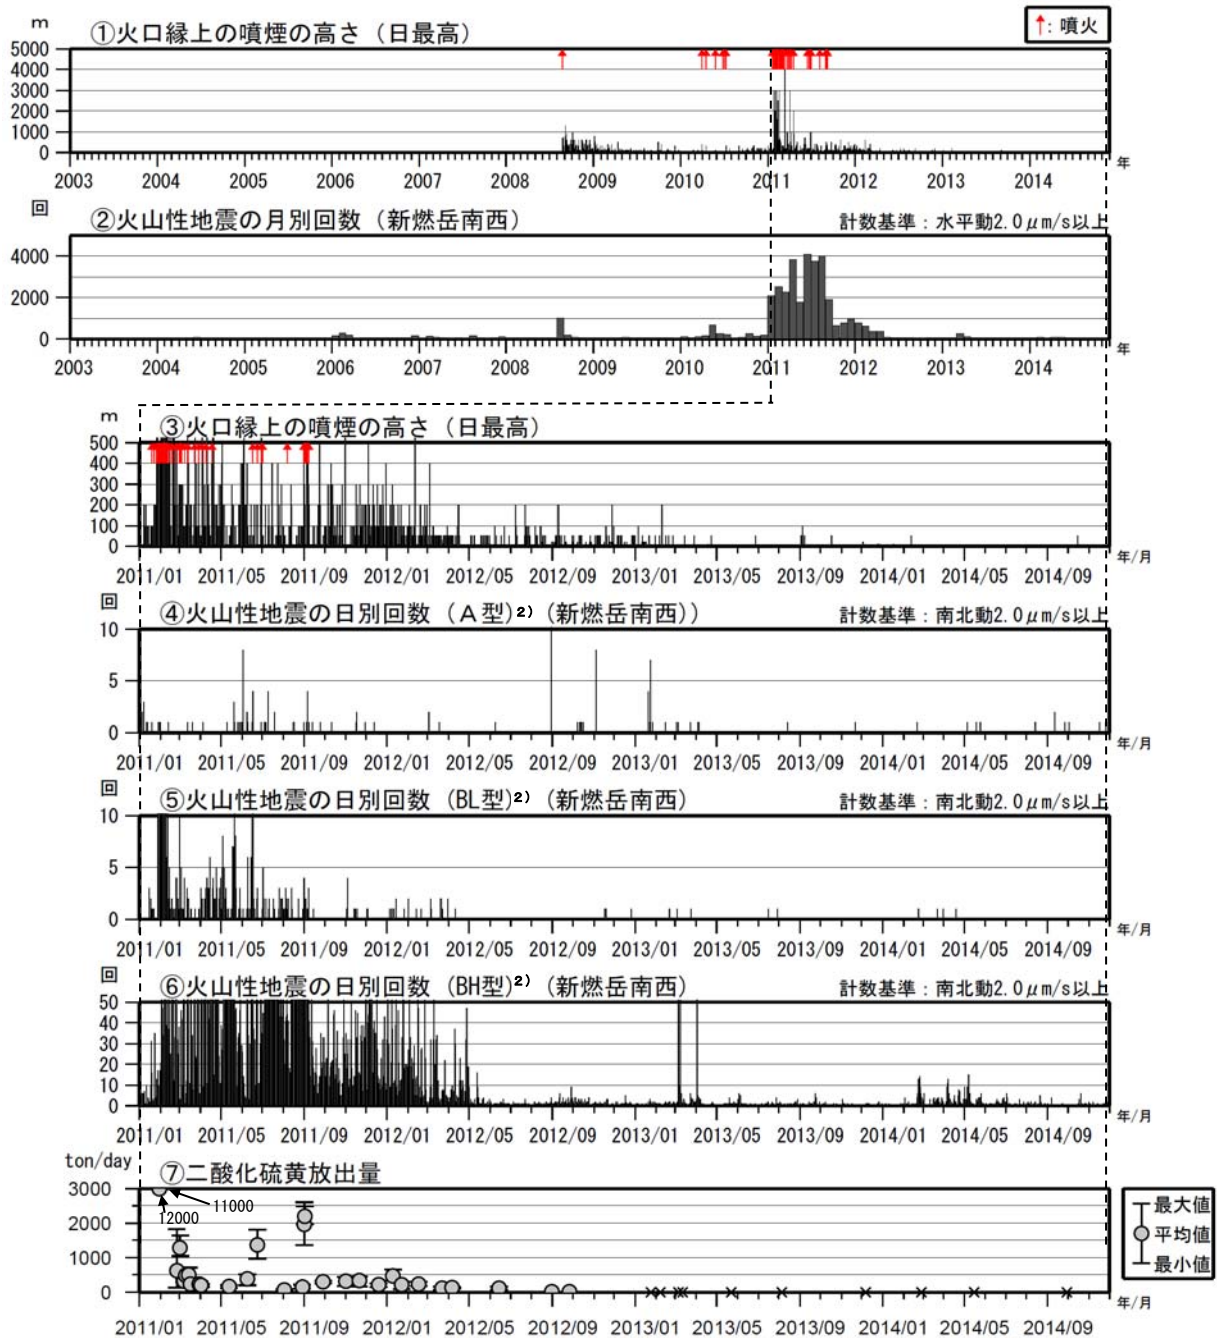 m ①火口縁上の噴煙の高さ（日最高） ↑: 噴火
5000
4000
3000
2000
1000
0
2003 2004 2005 2006 2007 2008 2009 2010 2011 2012 2013 2014 年
回 ②火山性地震の月別回数（新燃岳南西） 計数基準：水平動2.0μm/s以上
4000
2000
0
2003 2004 2005 2006 2007 2008 2009 2010 2011 2012 2013 2014 年
m ③火口縁上の噴煙の高さ（日最高）
500
400
300
200
100
0
2011/01 2011/05 2011/09 2012/01 2012/05 2012/09 2013/01 2013/05 2013/09 2014/01 2014/05 2014/09 年/月
回 ④火山性地震の日別回数（A型)2)（新燃岳南西)） 計数基準：南北動2.0μm/s以上
10
5
0
2011/01 2011/05 2011/09 2012/01 2012/05 2012/09 2013/01 2013/05 2013/09 2014/01 2014/05 2014/09 年/月
回 ⑤火山性地震の日別回数（BL型)2)（新燃岳南西） 計数基準：南北動2.0μm/s以上
10
5
0
2011/01 2011/05 2011/09 2012/01 2012/05 2012/09 2013/01 2013/05 2013/09 2014/01 2014/05 2014/09 年/月
回 ⑥火山性地震の日別回数（BH型)2)（新燃岳南西） 計数基準：南北動2.0μm/s以上
50
40
30
20
10
0
2011/01 2011/05 2011/09 2012/01 2012/05 2012/09 2013/01 2013/05 2013/09 2014/01 2014/05 2014/09 年/月
ton/day ⑦二酸化硫黄放出量
3000
11000
12000
2000
1000
0
最大値
平均値
最小値
2011/01 2011/05 2011/09 2012/01 2012/05 2012/09 2013/01 2013/05 2013/09 2014/01 2014/05 2014/09 年/月